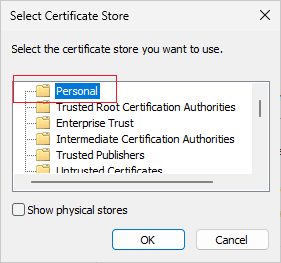 Select Certificate Store
Select the certificate store you want to use.
Personal
Trusted Root Certification Authorities
Enterprise Trust
Intermediate Certification Authorities
Trusted Publishers
Untrusted Certificates
Show physical stores
OK
Cancel